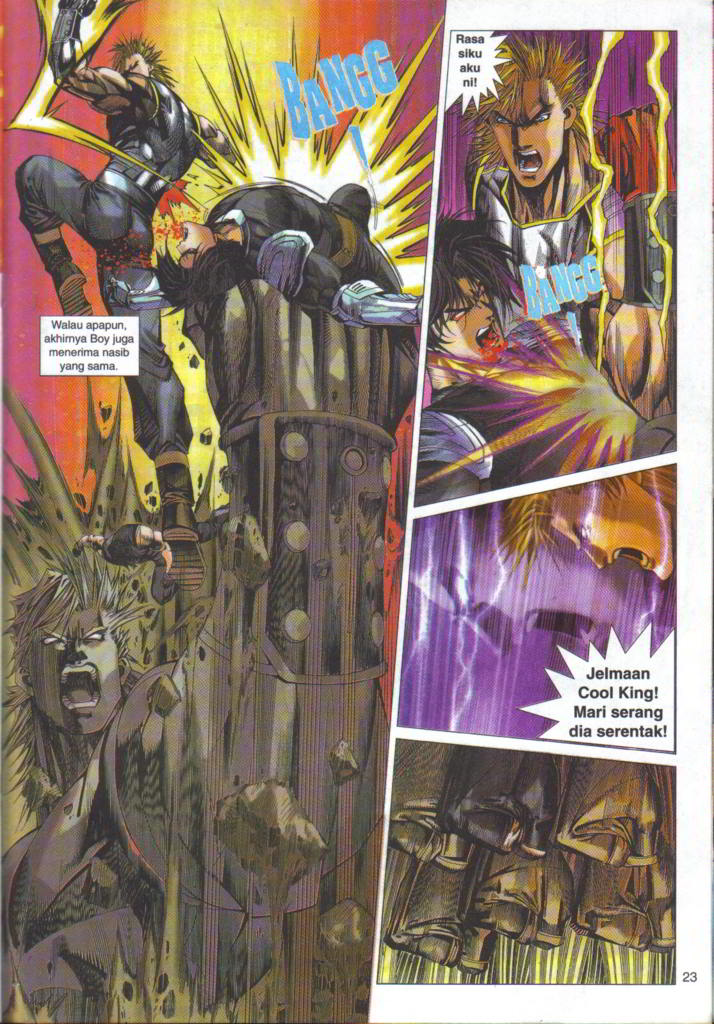 BANGG
!
Walau apapun,
akhirnya Boy juga
menerima nasib
yang sama.
Rasa
siku
aku
ni!
BANGG
!
Jelmaan
Cool King!
Mari serang
dia serentak!
23